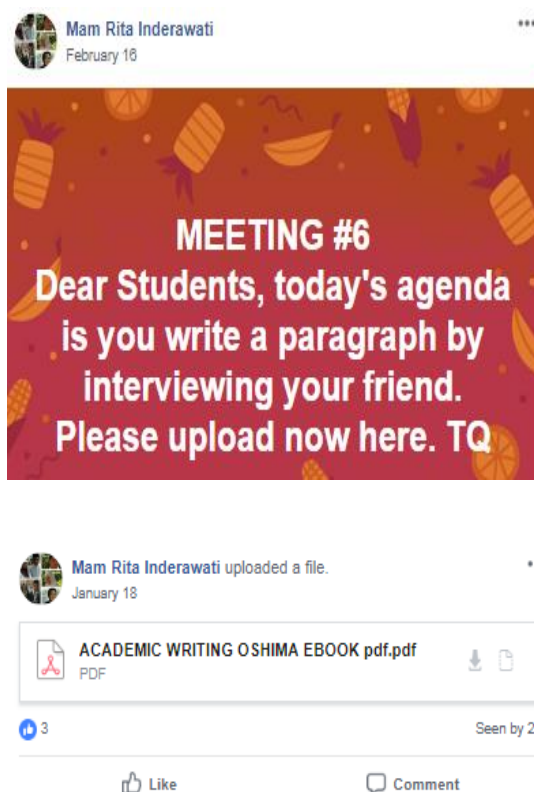 Mam Rita Inderawati
February 16
MEETING #6
Dear Students, today's agenda
is you write a paragraph by
interviewing your friend.
Please upload now here. TQ
Mam Rita Inderawati uploaded a file.
January 18
ACADEMIC WRITING OSHIMA EBOOK pdf.pdf
PDF
3
Seen by 2
Like
Comment